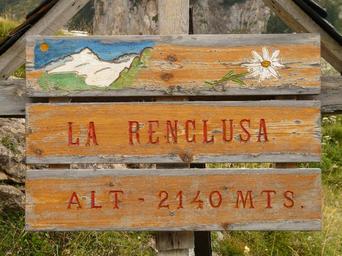 LA RENCLUSA
ALT - 2140 MTS.